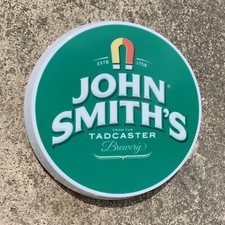 ESTD 1758
JOHN
SMITH'S
FROM THE
TADCASTER
Brewery